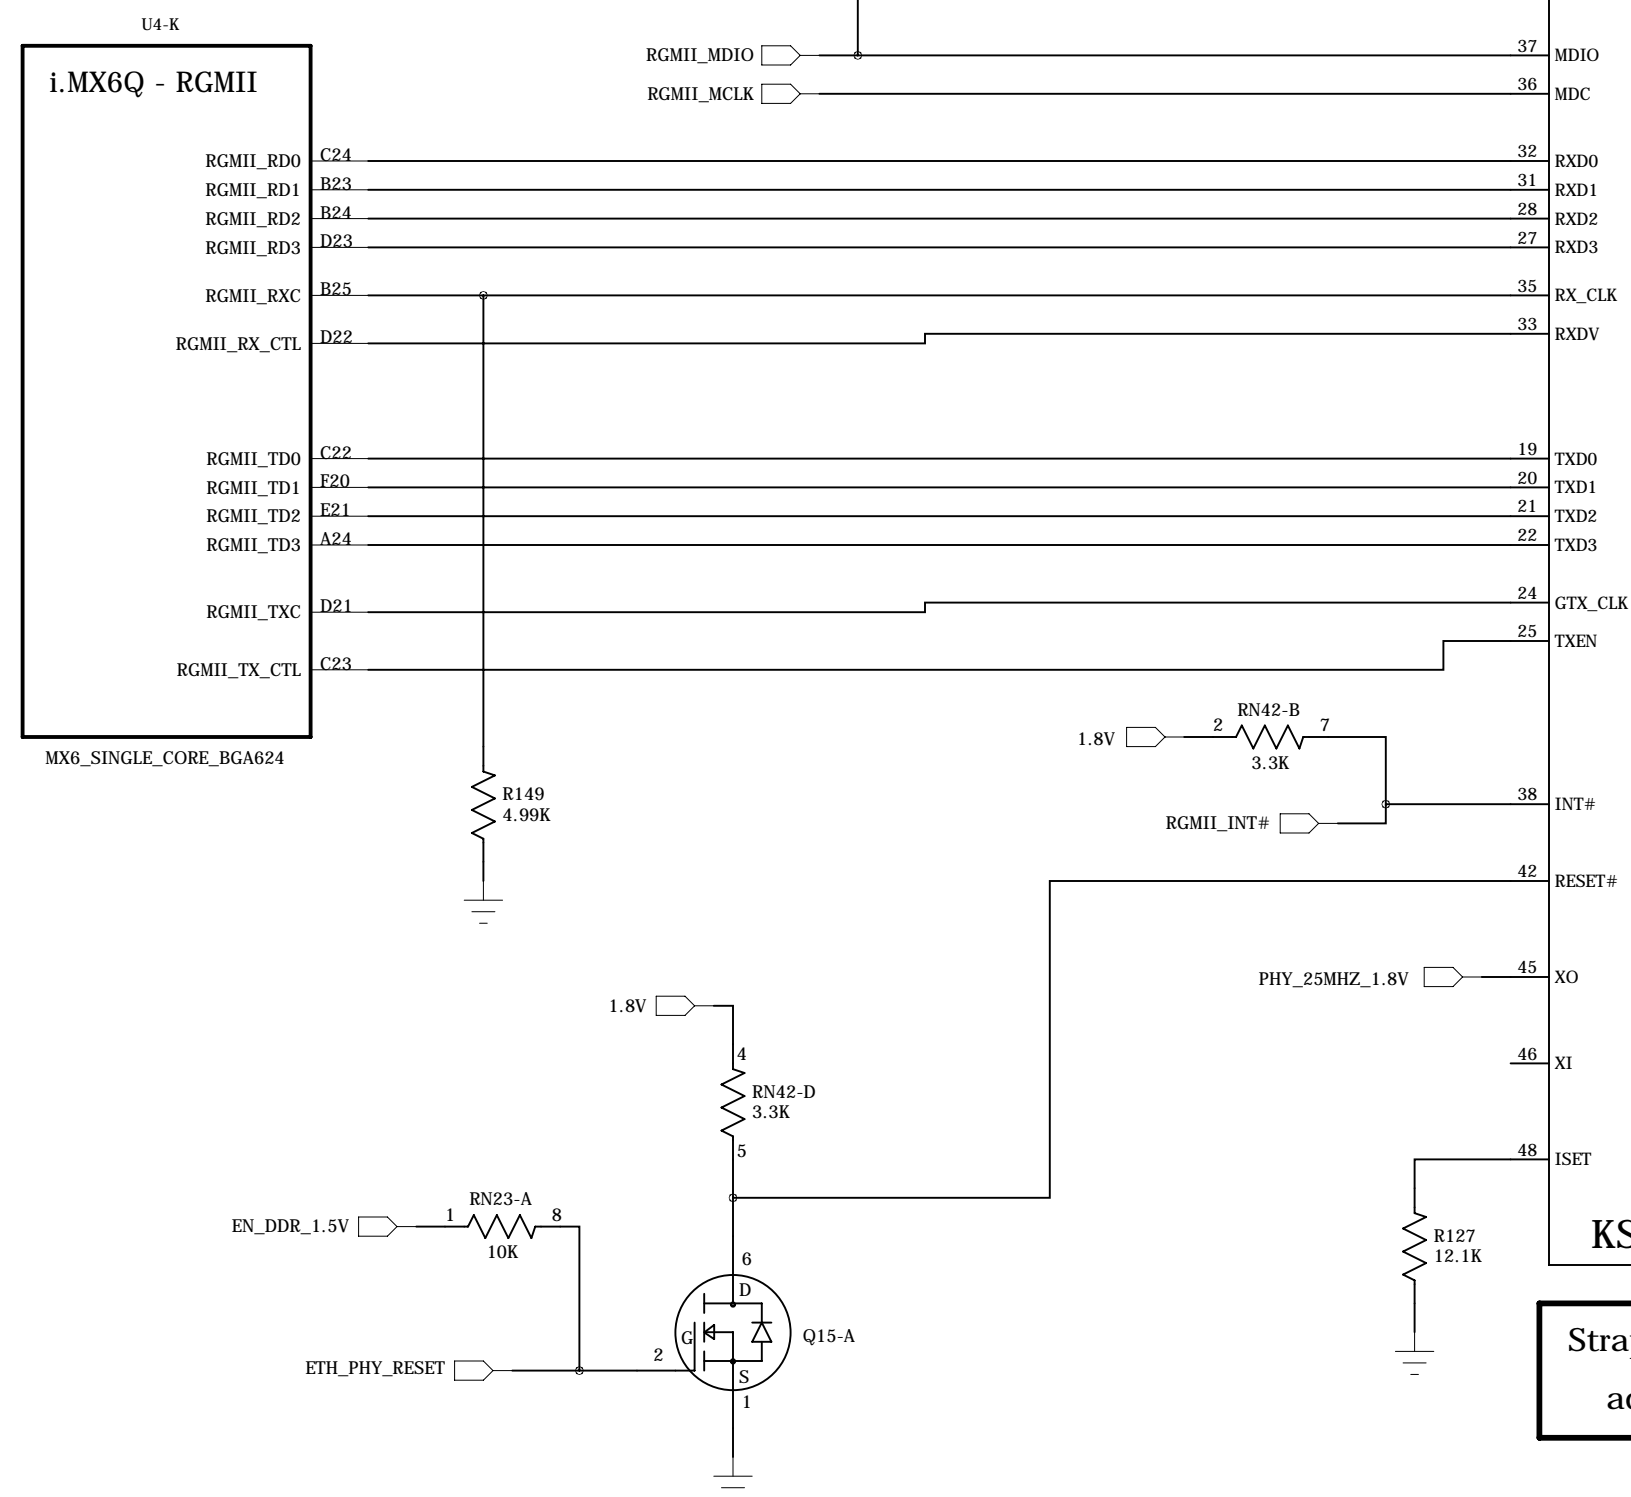 U4-K
i.MX6Q - RGMII
RGMII_RD0 C24
RGMII_RD1 B23
RGMII_RD2 B24
RGMII_RD3 D23
RGMII_RXC B25
RGMII_RX_CTL D22
RGMII_TD0 C22
RGMII_TD1 F20
RGMII_TD2 E21
RGMII_TD3 A24
RGMII_TXC D21
RGMII_TX_CTL C23
MX6_SINGLE_CORE_BGA624
RGMII_MDIO
RGMII_MCLK
37 MDIO
36 MDC
32 RXD0
31 RXD1
28 RXD2
27 RXD3
35 RX_CLK
33 RXDV
19 TXD0
20 TXD1
21 TXD2
22 TXD3
24 GTX_CLK
25 TXEN
RN42-B
1.8V 2 7
3.3K
38 INT#
RGMII_INT#
R149
4.99K
42 RESET#
PHY_25MHZ_1.8V 45 XO
46 XI
48 ISET
R127
12.1K
1.8V
4
RN42-D
3.3K
5
RN23-A
EN_DDR_1.5V 1 8
10K
6
D
G
S
Q15-A
ETH_PHY_RESET 2
1
KS
Stra